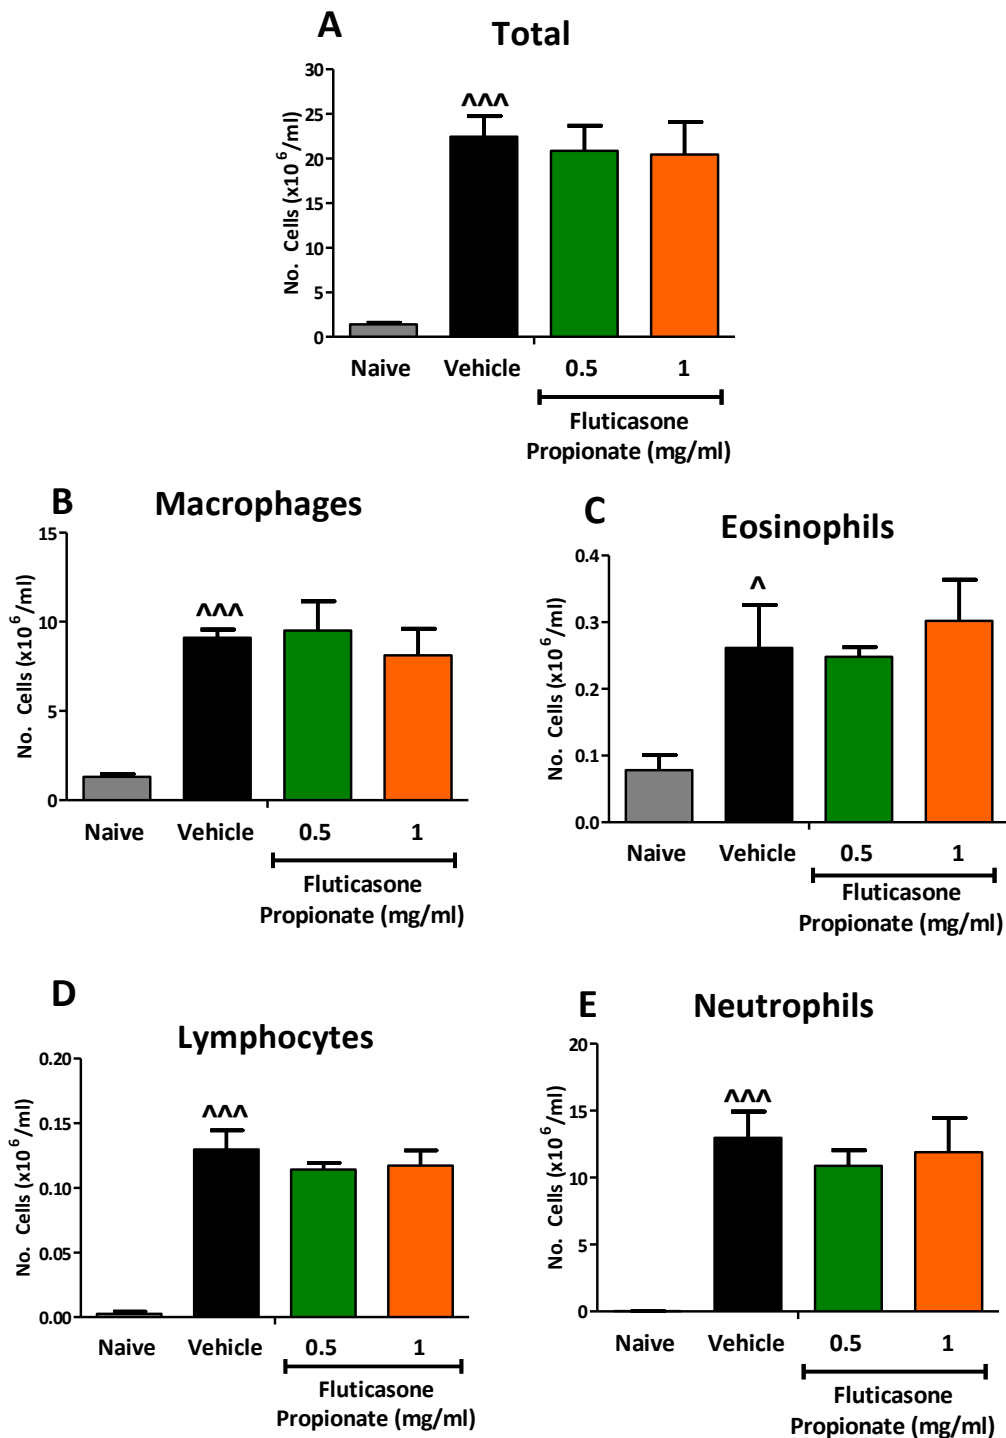 A
Total
No. Cells (x10^6/ml)
30
25
20
15
10
5
0
^^^
Naive Vehicle 0.5 1
Fluticasone
Propionate (mg/ml)
B
Macrophages
No. Cells (x10^6/ml)
15
10
5
0
^^^
Naive Vehicle 0.5 1
Fluticasone
Propionate (mg/ml)
C
Eosinophils
No. Cells (x10^6/ml)
0.4
0.3
0.2
0.1
0.0
^
Naive Vehicle 0.5 1
Fluticasone
Propionate (mg/ml)
D
Lymphocytes
No. Cells (x10^6/ml)
0.20
0.15
0.10
0.05
0.00
^^^
Naive Vehicle 0.5 1
Fluticasone
Propionate (mg/ml)
E
Neutrophils
No. Cells (x10^6/ml)
20
15
10
5
0
^^^
Naive Vehicle 0.5 1
Fluticasone
Propionate (mg/ml)